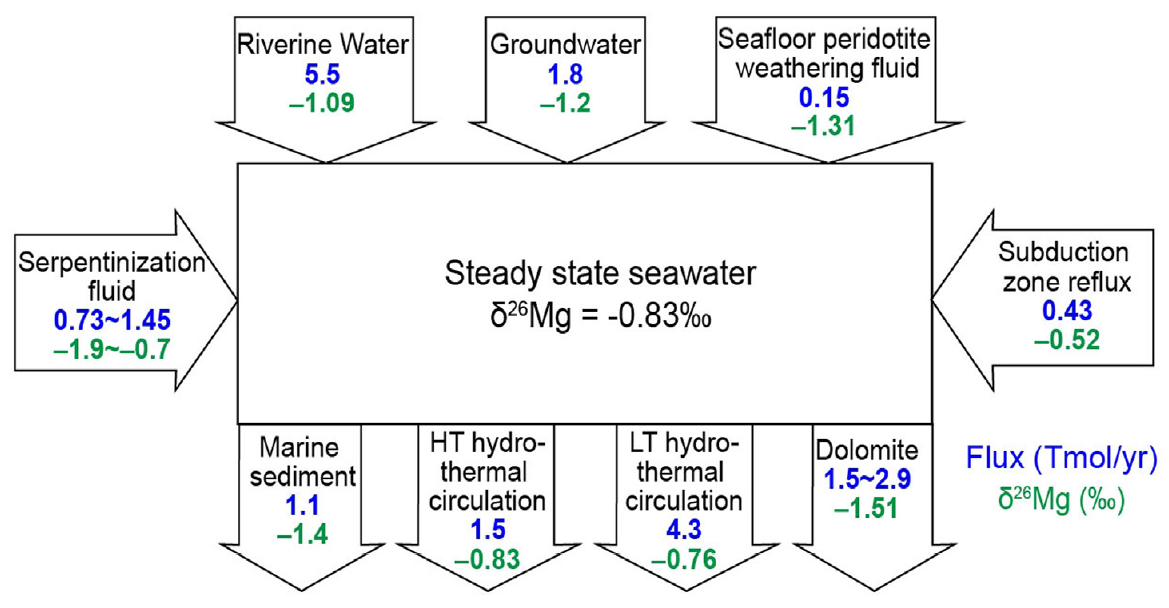 Riverine Water
5.5
–1.09
Groundwater
1.8
–1.2
Seafloor peridotite
weathering fluid
0.15
–1.31
Serpentinization
fluid
0.73~1.45
–1.9~–0.7
Steady state seawater
δ²⁶Mg = -0.83‰
Subduction
zone reflux
0.43
–0.52
Marine
sediment
1.1
–1.4
HT hydro-
thermal
circulation
1.5
–0.83
LT hydro-
thermal
circulation
4.3
–0.76
Dolomite
1.5~2.9
–1.51
Flux (Tmol/yr)
δ²⁶Mg (‰)